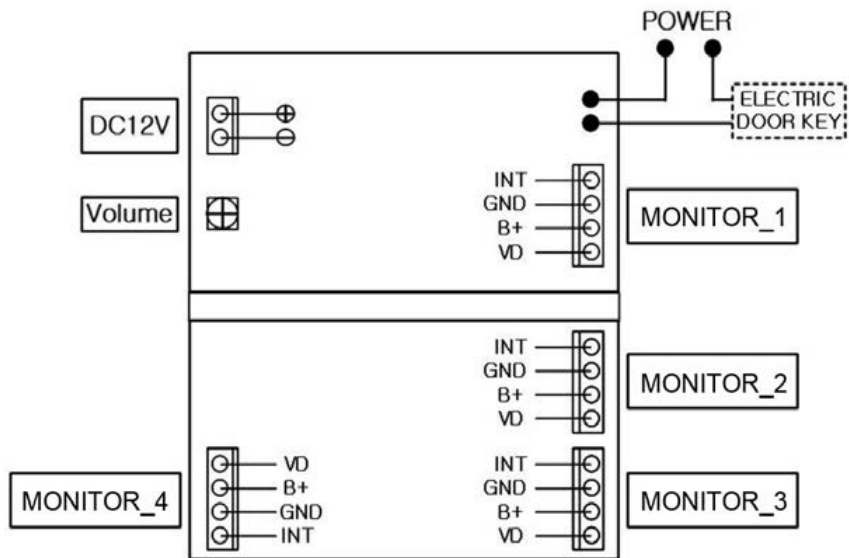 POWER
DC12V
ELECTRIC
DOOR KEY
Volume
INT
GND
B+
VD
MONITOR_1
INT
GND
B+
VD
MONITOR_2
MONITOR_4
VD
B+
GND
INT
INT
GND
B+
VD
MONITOR_3